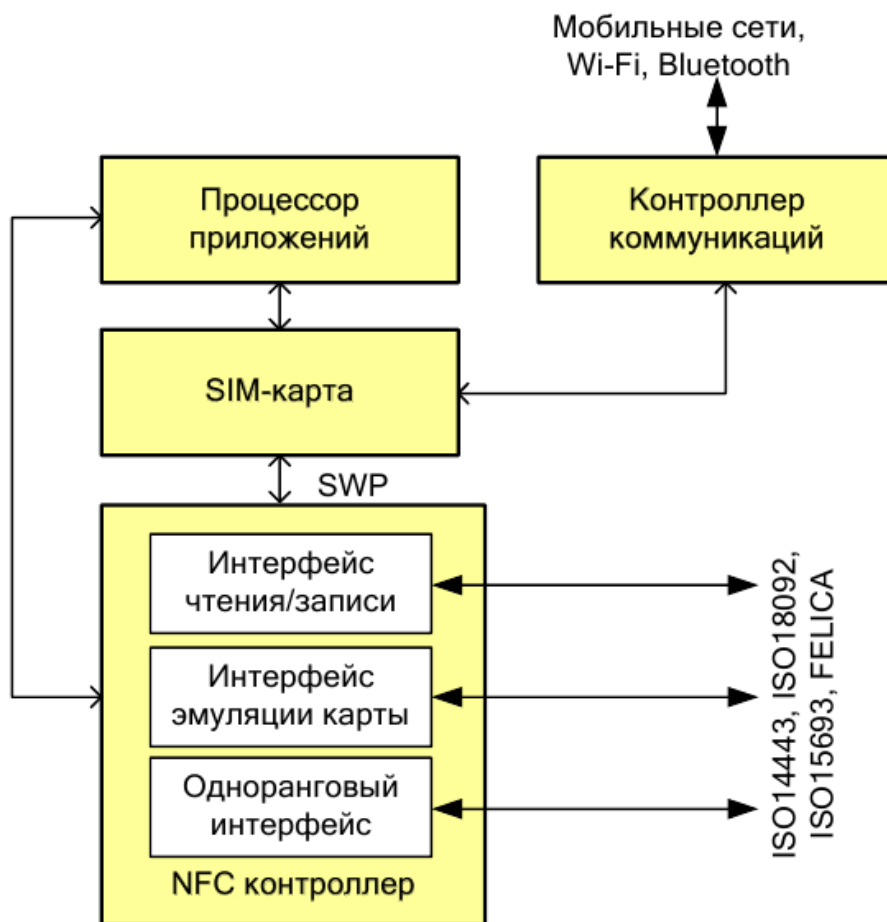 Мобильные сети,
Wi-Fi, Bluetooth
Процессор
приложений
Контроллер
коммуникаций
SIM-карта
SWP
Интерфейс
чтения/записи
Интерфейс
эмуляции карты
Одноранговый
интерфейс
NFC контроллер
ISO14443, ISO18092,
ISO15693, FELICA